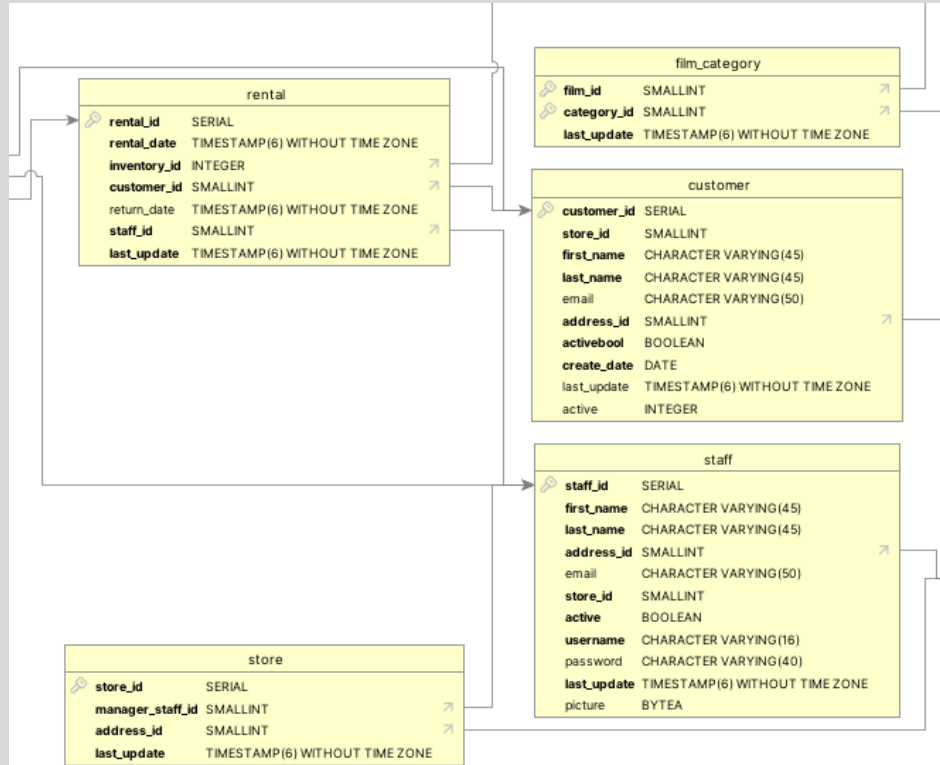 rental
rental_id SERIAL
rental_date TIMESTAMP(6) WITHOUT TIME ZONE
inventory_id INTEGER
customer_id SMALLINT
return_date TIMESTAMP(6) WITHOUT TIME ZONE
staff_id SMALLINT
last_update TIMESTAMP(6) WITHOUT TIME ZONE
film_category
film_id SMALLINT
category_id SMALLINT
last_update TIMESTAMP(6) WITHOUT TIME ZONE
customer
customer_id SERIAL
store_id SMALLINT
first_name CHARACTER VARYING(45)
last_name CHARACTER VARYING(45)
email CHARACTER VARYING(50)
address_id SMALLINT
activebool BOOLEAN
create_date DATE
last_update TIMESTAMP(6) WITHOUT TIME ZONE
active INTEGER
staff
staff_id SERIAL
first_name CHARACTER VARYING(45)
last_name CHARACTER VARYING(45)
address_id SMALLINT
email CHARACTER VARYING(50)
store_id SMALLINT
active BOOLEAN
username CHARACTER VARYING(16)
password CHARACTER VARYING(40)
last_update TIMESTAMP(6) WITHOUT TIME ZONE
picture BYTEA
store
store_id SERIAL
manager_staff_id SMALLINT
address_id SMALLINT
last_update TIMESTAMP(6) WITHOUT TIME ZONE